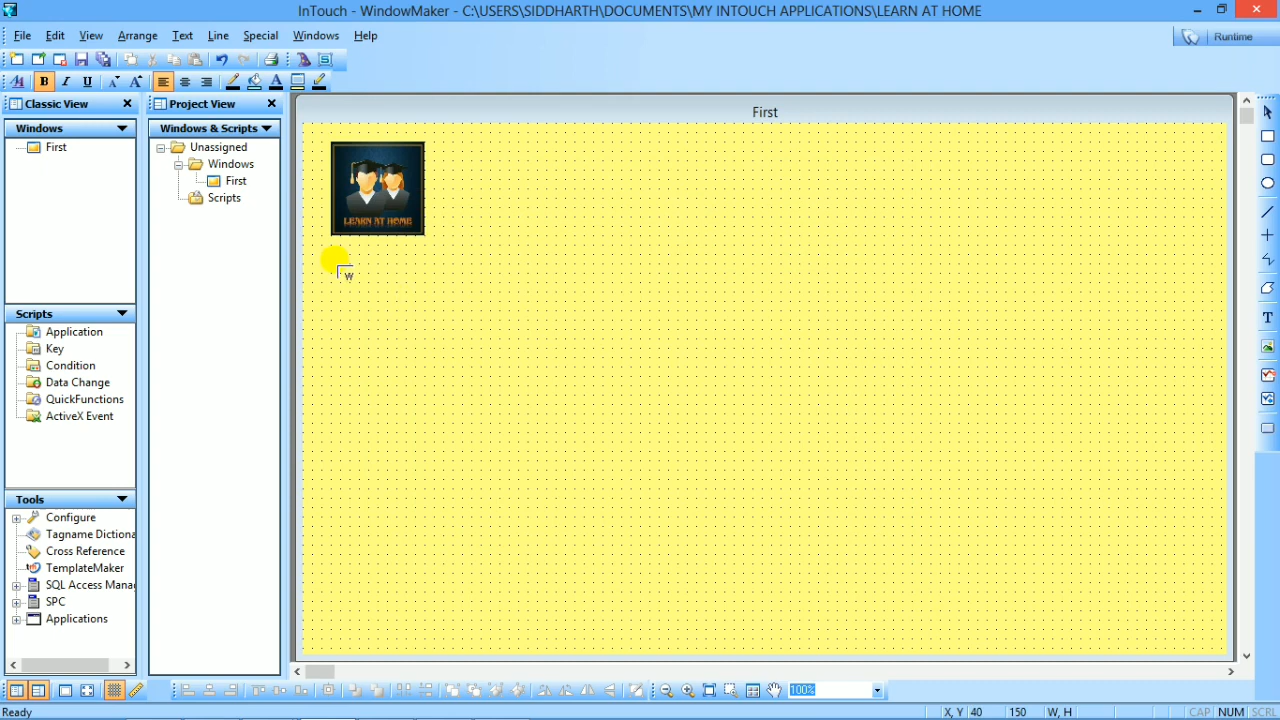 InTouch - WindowMaker - C:\USERS\SIDDHARTH\DOCUMENTS\MY INTOUCH APPLICATIONS\LEARN AT HOME
File Edit View Arrange Text Line Special Windows Help
Runtime
Classic View
Project View
Windows
First
Windows & Scripts
Unassigned
Windows
First
Scripts
First
LEARN AT HOME
W
Scripts
Application
Key
Condition
Data Change
QuickFunctions
ActiveX Event
Tools
Configure
Tagname Dictiona
Cross Reference
TemplateMaker
SQL Access Mana
SPC
Applications
100%
Ready
X, Y 40 150 W, H
CAP NUM SCRL